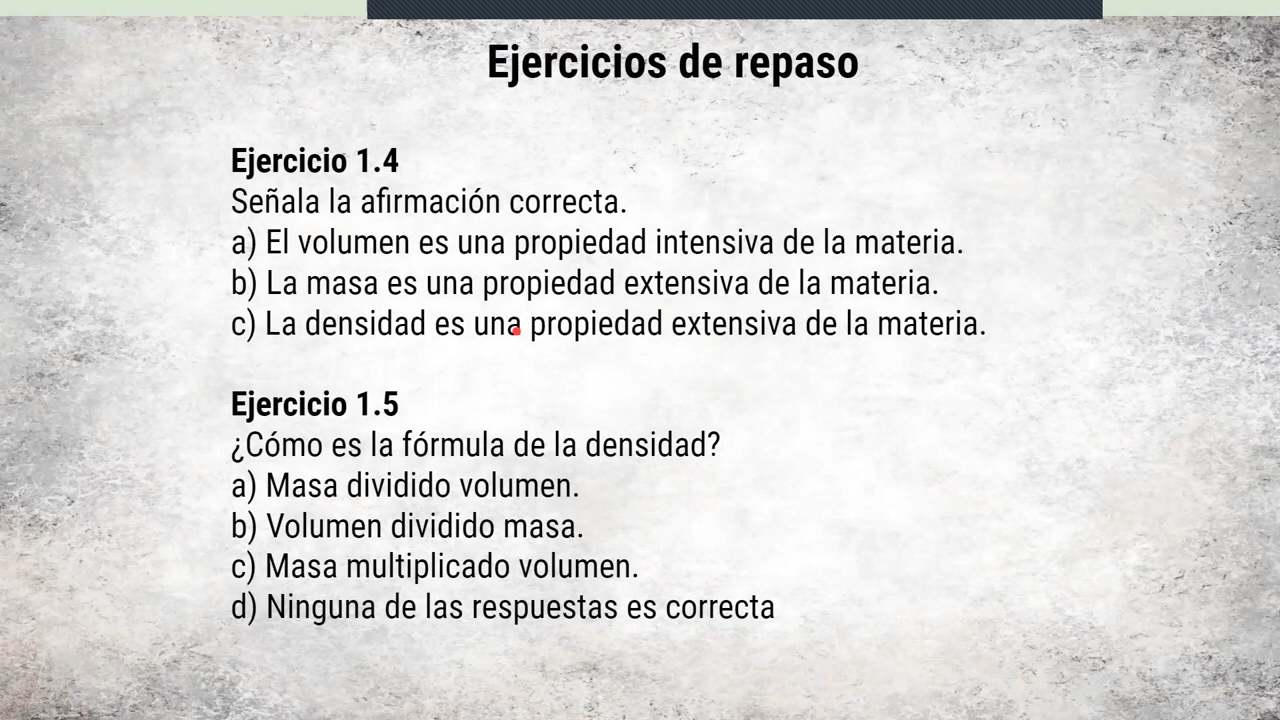 Ejercicios de repaso
Ejercicio 1.4
Señala la afirmación correcta.
a) El volumen es una propiedad intensiva de la materia.
b) La masa es una propiedad extensiva de la materia.
c) La densidad es una propiedad extensiva de la materia.
Ejercicio 1.5
¿Cómo es la fórmula de la densidad?
a) Masa dividido volumen.
b) Volumen dividido masa.
c) Masa multiplicado volumen.
d) Ninguna de las respuestas es correcta